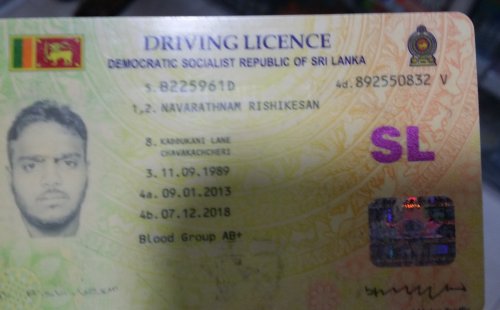 DRIVING LICENCE
DEMOCRATIC SOCIALIST REPUBLIC OF SRI LANKA
5. B225961D 4d. 892550832 V
1,2. NAVARATHNAM RISHIKESAN
8. KADDUKANI LANE
CHAVAKACHCHERI
SL
3. 11.09.1989
4a. 09.01.2013
4b. 07.12.2018
Blood Group AB+